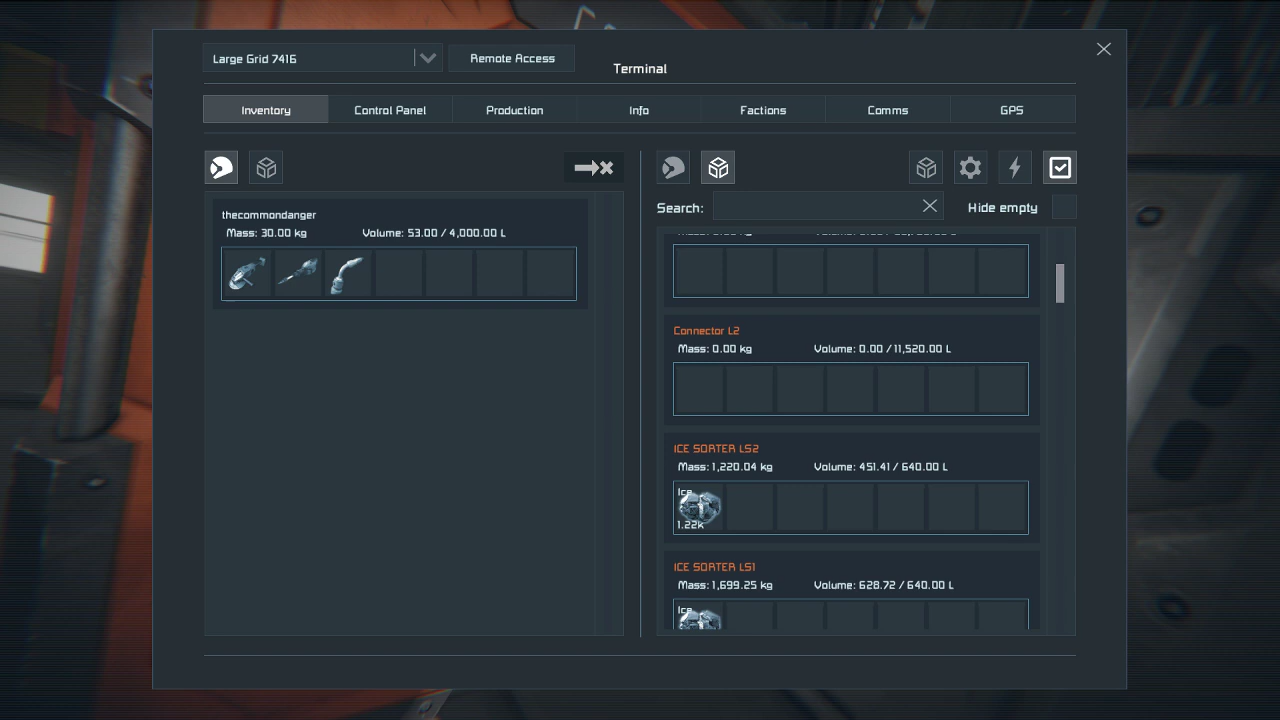 Large Grid 7416
Remote Access
Terminal
Inventory
Control Panel
Production
Info
Factions
Comms
GPS
Search:
Hide empty
thecommondanger
Mass: 30.00 kg
Volume: 53.00 / 4,000.00 L
Connector L2
Mass: 0.00 kg
Volume: 0.00 / 11,520.00 L
ICE SORTER LS2
Mass: 1,220.04 kg
Volume: 451.41 / 640.00 L
Ice
1.22k
ICE SORTER LS1
Mass: 1,699.25 kg
Volume: 628.72 / 640.00 L
Ice